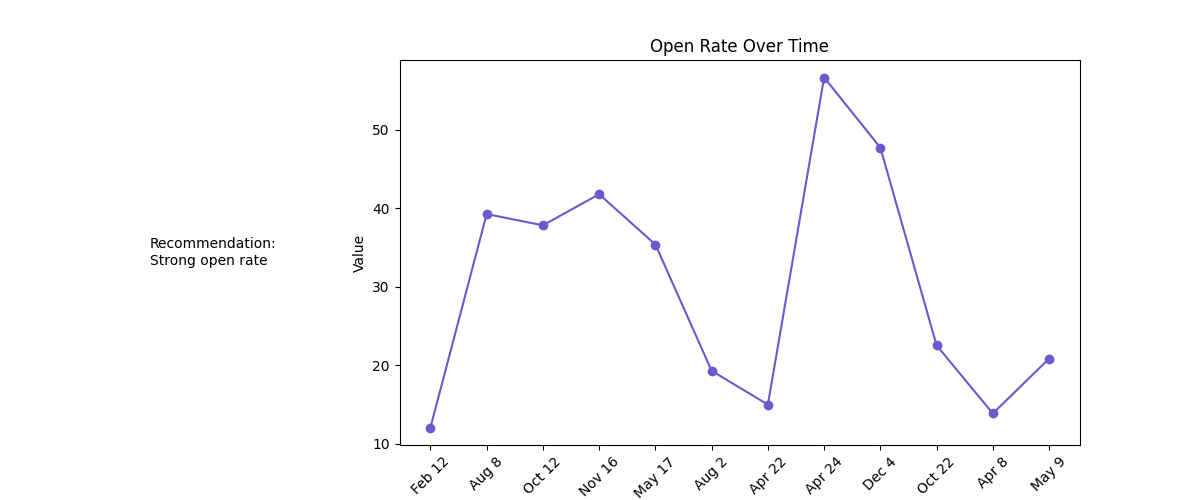 Open Rate Over Time
Recommendation:
Strong open rate
Value
50
40
30
20
10
Feb 12
Aug 8
Oct 12
Nov 16
May 17
Aug 2
Apr 22
Apr 24
Dec 4
Oct 22
Apr 8
May 9